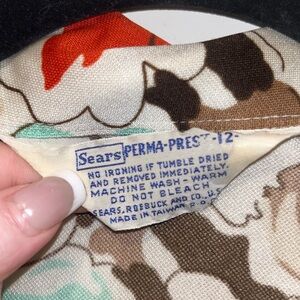 Sears PERMA-PREST-12-
NO IRONING IF TUMBLE DRIED
AND REMOVED IMMEDIATELY
MACHINE WASH - WARM
DO NOT BLEACH
SEARS, ROEBUCK AND CO., U.S.
MADE IN TAIWAN R.O.